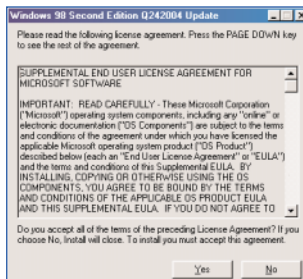 Windows 98 Second Edition Q242004 Update
Please read the following license agreement. Press the PAGE DOWN key
to see the rest of the agreement.
SUPPLEMENTAL END USER LICENSE AGREEMENT FOR
MICROSOFT SOFTWARE
IMPORTANT: READ CAREFULLY - These Microsoft Corporation
("Microsoft") operating system components, including any "online" or
electronic documentation ("OS Components") are subject to the terms
and conditions of the agreement under which you have licensed the
applicable Microsoft operating system product ("OS Product")
described below (each an "End User License Agreement" or "EULA")
and the terms and condition of this Supplemental EULA. BY
INSTALLING, COPYING OR OTHERWISE USING THE OS
COMPONENTS, YOU AGREE TO BE BOUND BY THE TERMS
AND CONDITIONS OF THE APPLICABLE OS PRODUCT EULA
AND THIS SUPPLEMENTAL EULA. IF YOU DO NOT AGREE TO
Do you accept all of the terms of the preceding License Agreement? If you
choose No, Install will close. To install you must accept this agreement.
Yes No